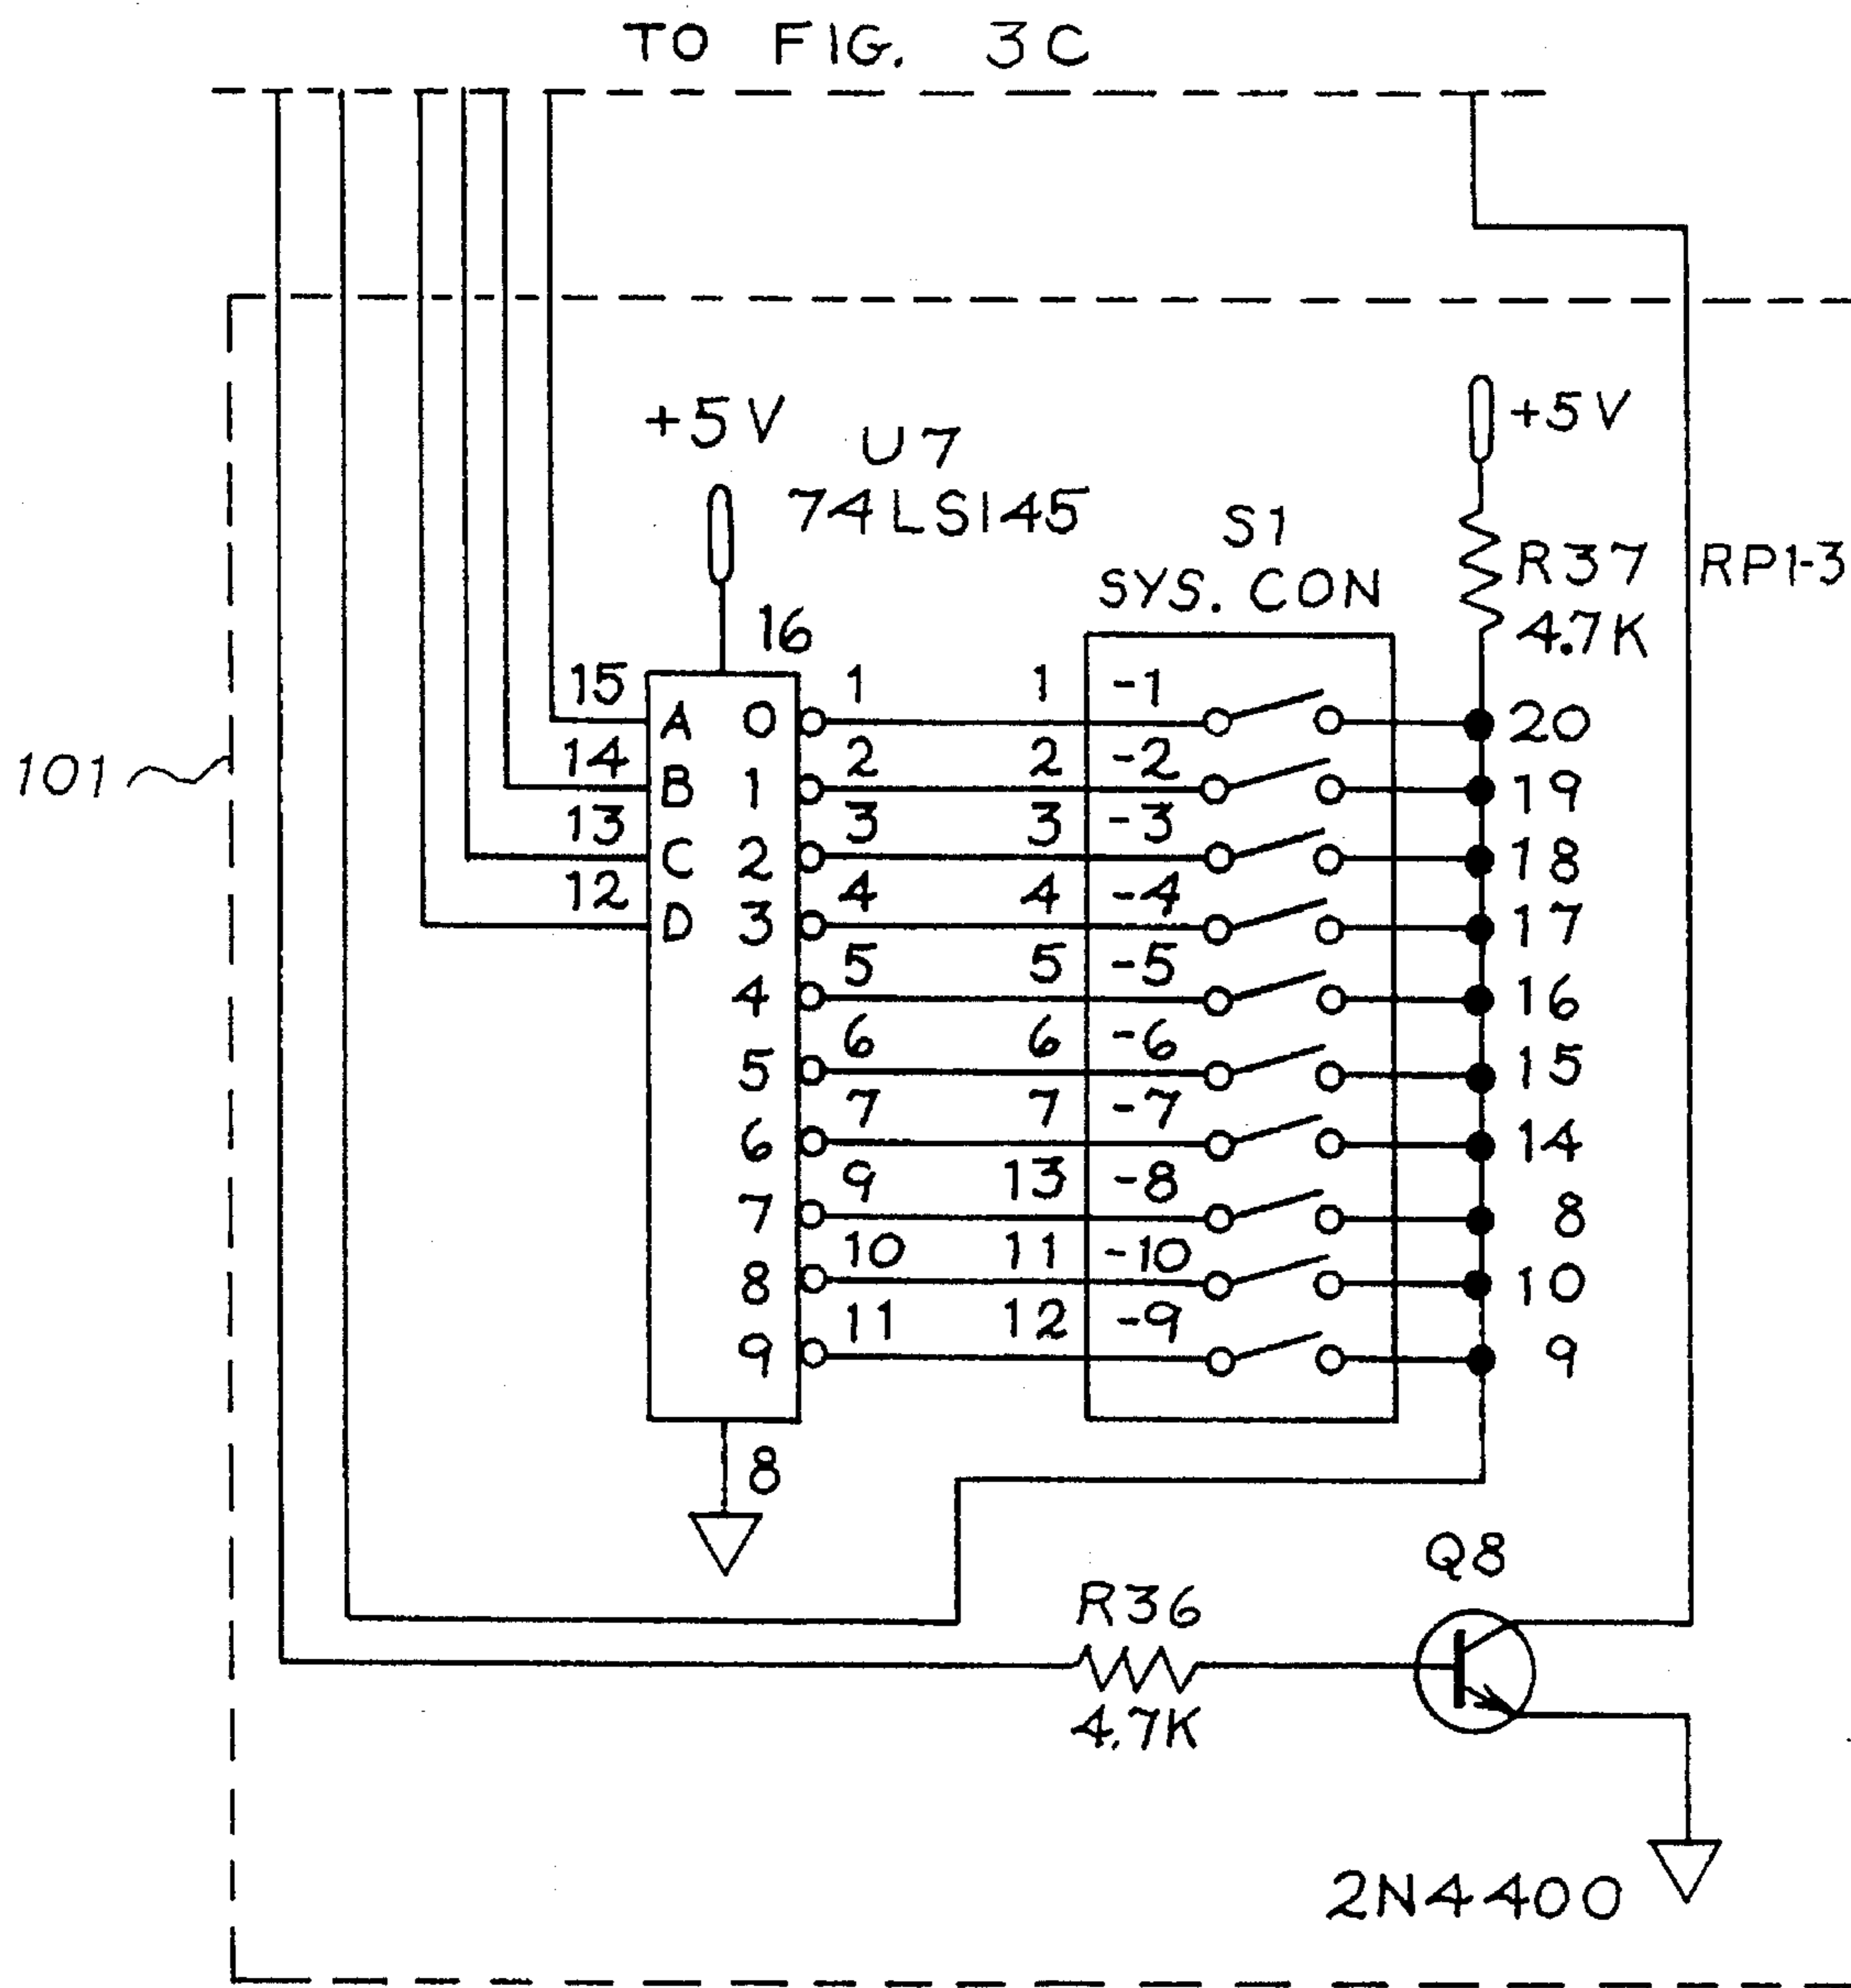 TO FIG. 3C
+5V
+5V
U7
74LS145
S1
SYS. CON
R37
4.7K
RP1-3
16
15 A 0 1 1 -1 20
14 B 1 2 2 -2 19
13 C 2 3 3 -3 18
12 D 3 4 4 -4 17
4 5 5 -5 16
5 6 6 -6 15
6 7 7 -7 14
7 9 13 -8 8
8 10 11 -10 10
9 11 12 -9 9
101
8
Q8
R36
4.7K
2N4400